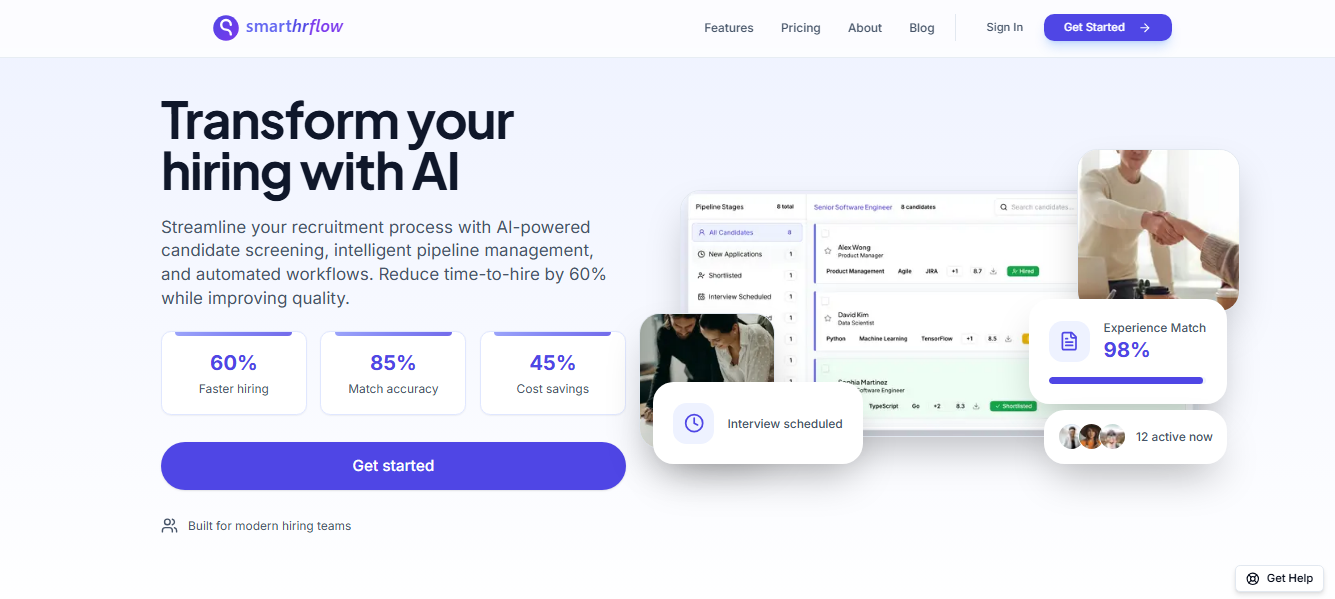 smarthrflow
Features
Pricing
About
Blog
Sign In
Get Started
Transform your
hiring with AI
Streamline your recruitment process with AI-powered
candidate screening, intelligent pipeline management,
and automated workflows. Reduce time-to-hire by 60%
while improving quality.
60%
Faster hiring
85%
Match accuracy
45%
Cost savings
Get started
Built for modern hiring teams
Pipeline Stages 8 total
All Candidates 8
New Applications 1
Shortlisted 1
Interview Scheduled 1
1
1
1
1
Senior Software Engineer 8 candidates
Search candidates...
Alex Wong
Product Manager
Product Management Agile JIRA +1 8.7 Hired
David Kim
Data Scientist
Python Machine Learning TensorFlow +1 8.5
Sophia Martinez
Software Engineer
TypeScript Go +2 8.3 Shortlisted
Interview scheduled
Experience Match
98%
12 active now
Get Help